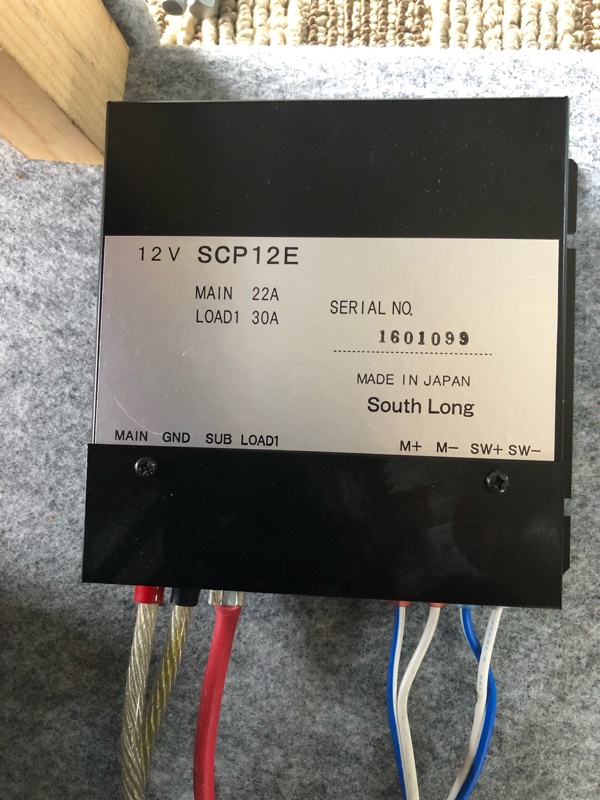 12V SCP12E
MAIN 22A
LOAD1 30A
SERIAL NO.
1601099
MADE IN JAPAN
South Long
MAIN GND SUB LOAD1
M+ M- SW+ SW-